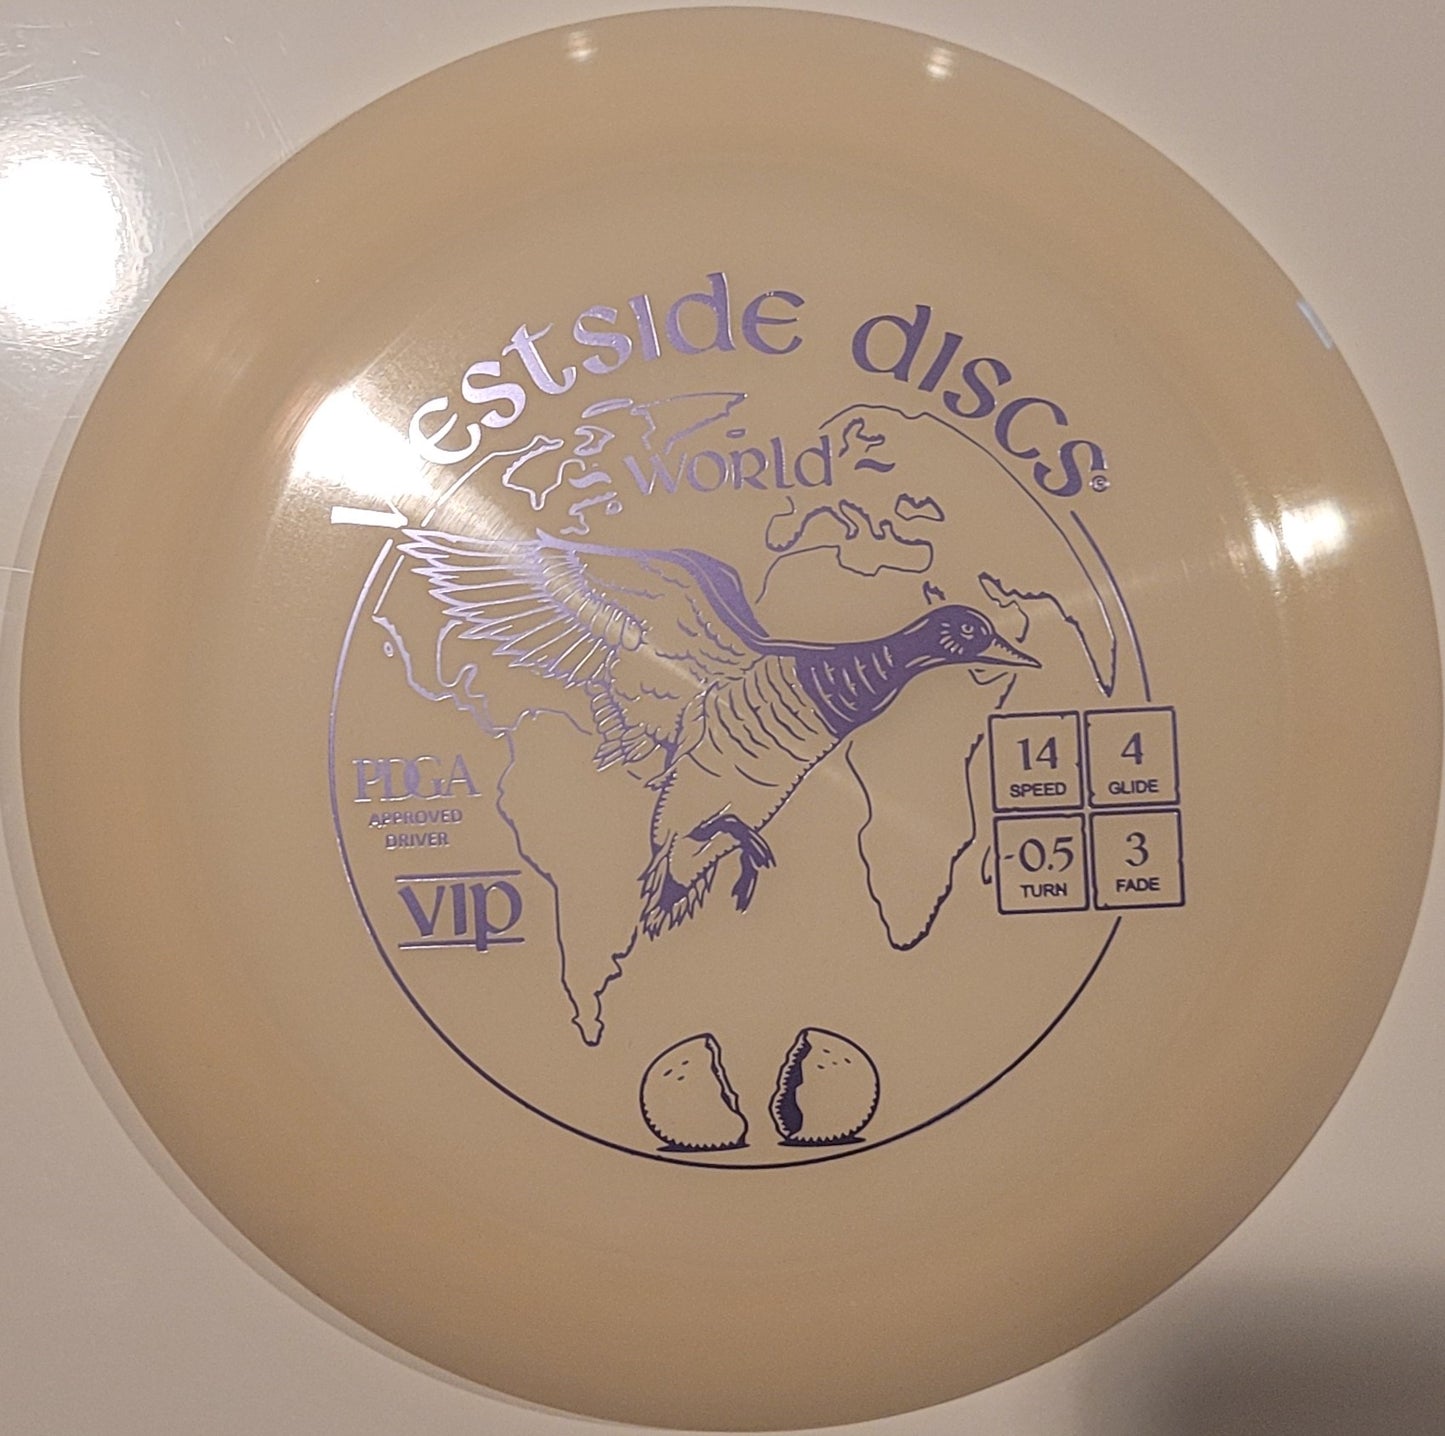 westside discs
WORLD
14
SPEED
4
GLIDE
-0.5
TURN
3
FADE
PDGA
APPROVED
DRIVER
VIP